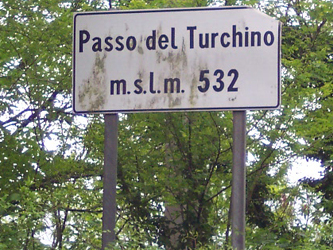 Passo del Turchino
m.s.l.m. 532